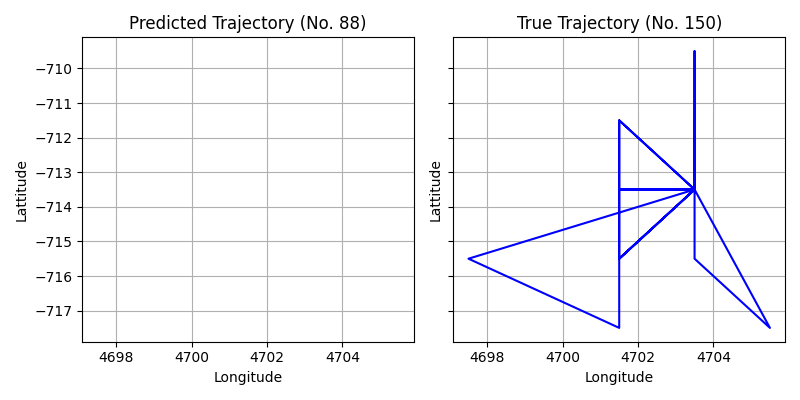 Predicted Trajectory (No. 88)
Lattitude
−710
−711
−712
−713
−714
−715
−716
−717
4698 4700 4702 4704
Longitude
True Trajectory (No. 150)
Lattitude
4698 4700 4702 4704
Longitude